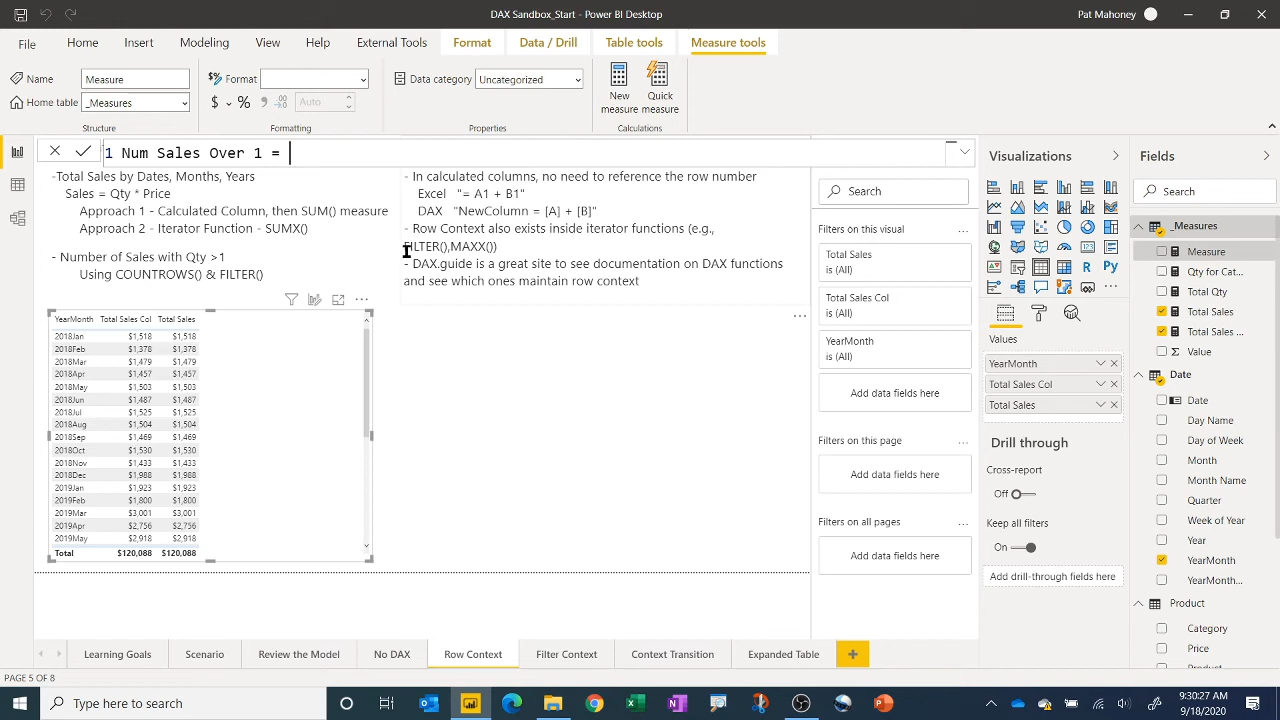 DAX Sandbox_Start - Power BI Desktop
Pat Mahoney
File Home Insert Modeling View Help External Tools Format Data / Drill Table tools Measure tools
Name Measure
Home table _Measures
Structure
Format
$ % 9 Auto
Formatting
Data category Uncategorized
Properties
New measure
Quick measure
Calculations
1 Num Sales Over 1 =
-Total Sales by Dates, Months, Years
Sales = Qty * Price
Approach 1 - Calculated Column, then SUM() measure
Approach 2 - Iterator Function - SUMX()
- Number of Sales with Qty >1
Using COUNTROWS() & FILTER()
- In calculated columns, no need to reference the row number
Excel "= A1 + B1"
DAX "NewColumn = [A] + [B]"
- Row Context also exists inside iterator functions (e.g.,
FILTER(),MAXX())
- DAX.guide is a great site to see documentation on DAX functions
and see which ones maintain row context
YearMonth Total Sales Col Total Sales
2018Jan $1,518 $1,518
2018Feb $1,378 $1,378
2018Mar $1,479 $1,479
2018Apr $1,457 $1,457
2018May $1,503 $1,503
2018Jun $1,487 $1,487
2018Jul $1,525 $1,525
2018Aug $1,504 $1,504
2018Sep $1,469 $1,469
2018Oct $1,530 $1,530
2018Nov $1,433 $1,433
2018Dec $1,988 $1,988
2019Jan $1,923 $1,923
2019Feb $1,800 $1,800
2019Mar $3,001 $3,001
2019Apr $2,756 $2,756
2019May $2,918 $2,918
Total $120,088 $120,088
Search
Filters on this visual
Total Sales
is (All)
Total Sales Col
is (All)
YearMonth
is (All)
Add data fields here
Filters on this page
Add data fields here
Filters on all pages
Add data fields here
Visualizations
R Py
Values
YearMonth
Total Sales Col
Total Sales
Drill through
Cross-report
Off
Keep all filters
On
Add drill-through fields here
Fields
Search
_Measures
Measure
Qty for Cat...
Total Qty
Total Sales
Total Sales ...
Value
Date
Date
Day Name
Day of Week
Month
Month Name
Quarter
Week of Year
Year
YearMonth
YearMonth...
Product
Category
Price
Learning Goals Scenario Review the Model No DAX Row Context Filter Context Context Transition Expanded Table
PAGE 5 OF 8
Type here to search
9:30:27 AM
9/18/2020